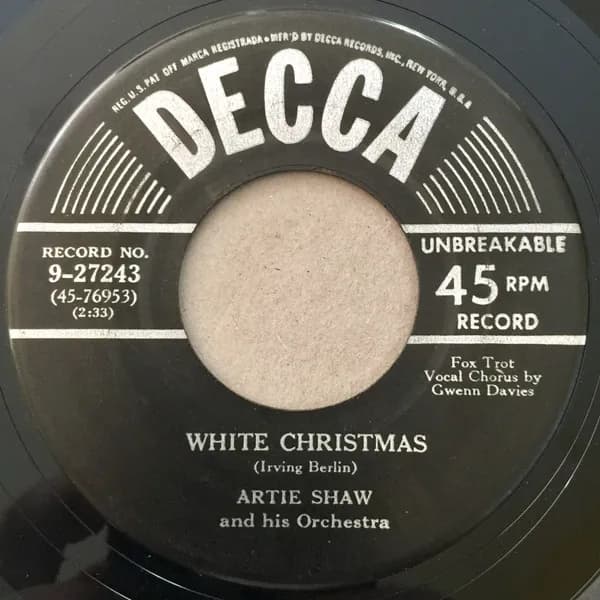 REG. U.S. PAT OFF MARCA REGISTRADA • MFR'D BY DECCA RECORDS, INC., NEW YORK, U.S.A
DECCA
RECORD NO.
9-27243
(45-76953)
(2:33)
UNBREAKABLE
45 RPM
RECORD
Fox Trot
Vocal Chorus by
Gwenn Davies
WHITE CHRISTMAS
(Irving Berlin)
ARTIE SHAW
and his Orchestra